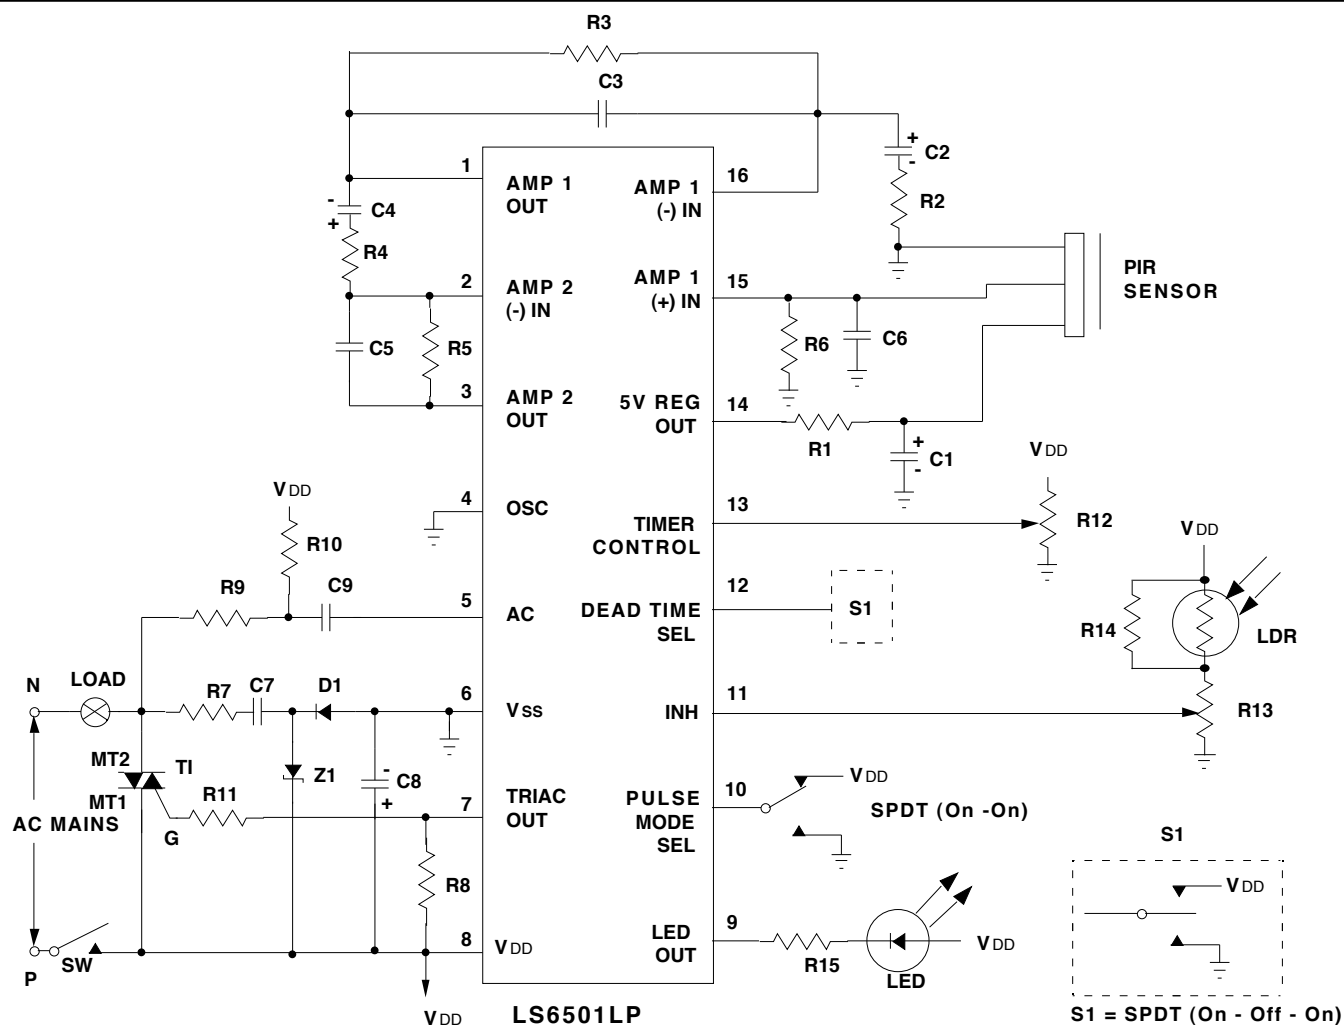 R3
C3
1
AMP 1
OUT
AMP 1
(-) IN
16
+
-
C2
R2
-
+
C4
R4
2
AMP 2
(-) IN
AMP 1
(+) IN
15
PIR
SENSOR
C5
R5
R6
C6
3
AMP 2
OUT
5V REG
OUT
14
R1
+
-
C1
VDD
4
OSC
TIMER
CONTROL
13
R12
VDD
R10
R9
C9
5
AC
DEAD TIME
SEL
12
S1
VDD
R14
LDR
N
LOAD
R7
C7
D1
6
VSS
INH
11
R13
MT2
TI
MT1
Z1
-
+
C8
AC MAINS
R11
G
7
TRIAC
OUT
PULSE
MODE
SEL
10
VDD
SPDT (On -On)
R8
P
SW
8
VDD
LED
OUT
9
R15
LED
VDD
VDD
LS6501LP
S1
VDD
S1 = SPDT (On - Off - On)